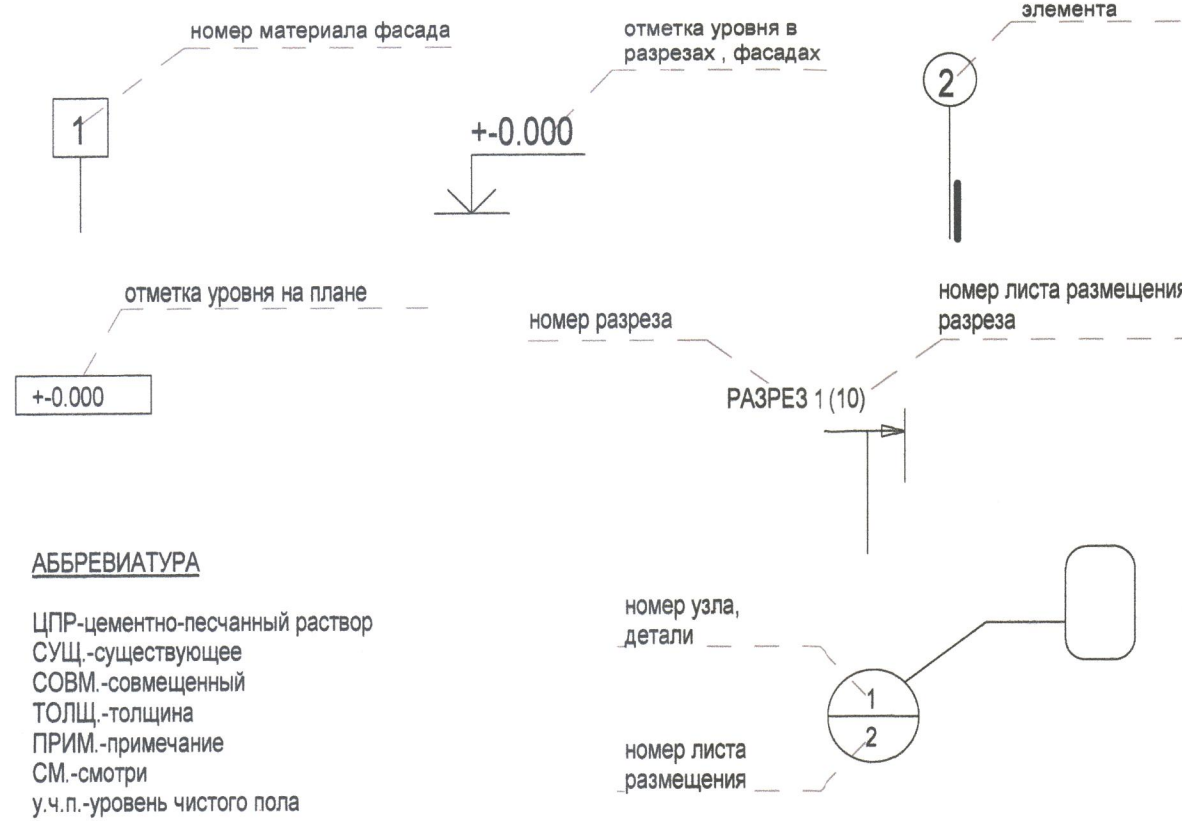 номер материала фасада
1
отметка уровня в
разрезах , фасадах
+-0.000
элемента
2
отметка уровня на плане
+-0.000
номер разреза
номер листа размещения
разреза
РАЗРЕЗ 1 (10)
АББРЕВИАТУРА
ЦПР-цементно-песчанный раствор
СУЩ.-существующее
СОВМ.-совмещенный
ТОЛЩ.-толщина
ПРИМ.-примечание
СМ.-смотри
у.ч.п.-уровень чистого пола
номер узла,
детали
1
2
номер листа
размещения